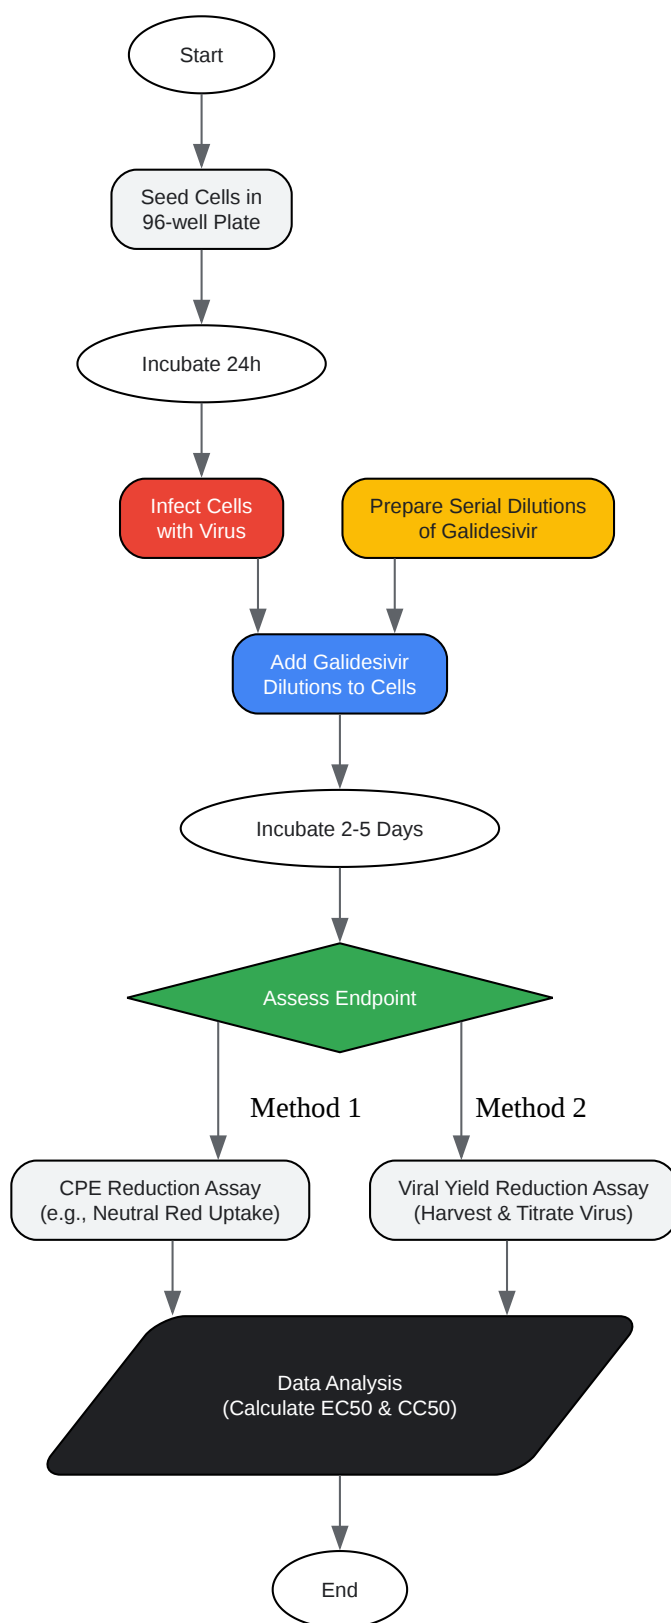 Start
Seed Cells in
96-well Plate
Incubate 24h
Infect Cells
with Virus
Prepare Serial Dilutions
of Galidesivir
Add Galidesivir
Dilutions to Cells
Incubate 2-5 Days
Assess Endpoint
Method 1
Method 2
CPE Reduction Assay
(e.g., Neutral Red Uptake)
Viral Yield Reduction Assay
(Harvest & Titrate Virus)
Data Analysis
(Calculate EC50 & CC50)
End